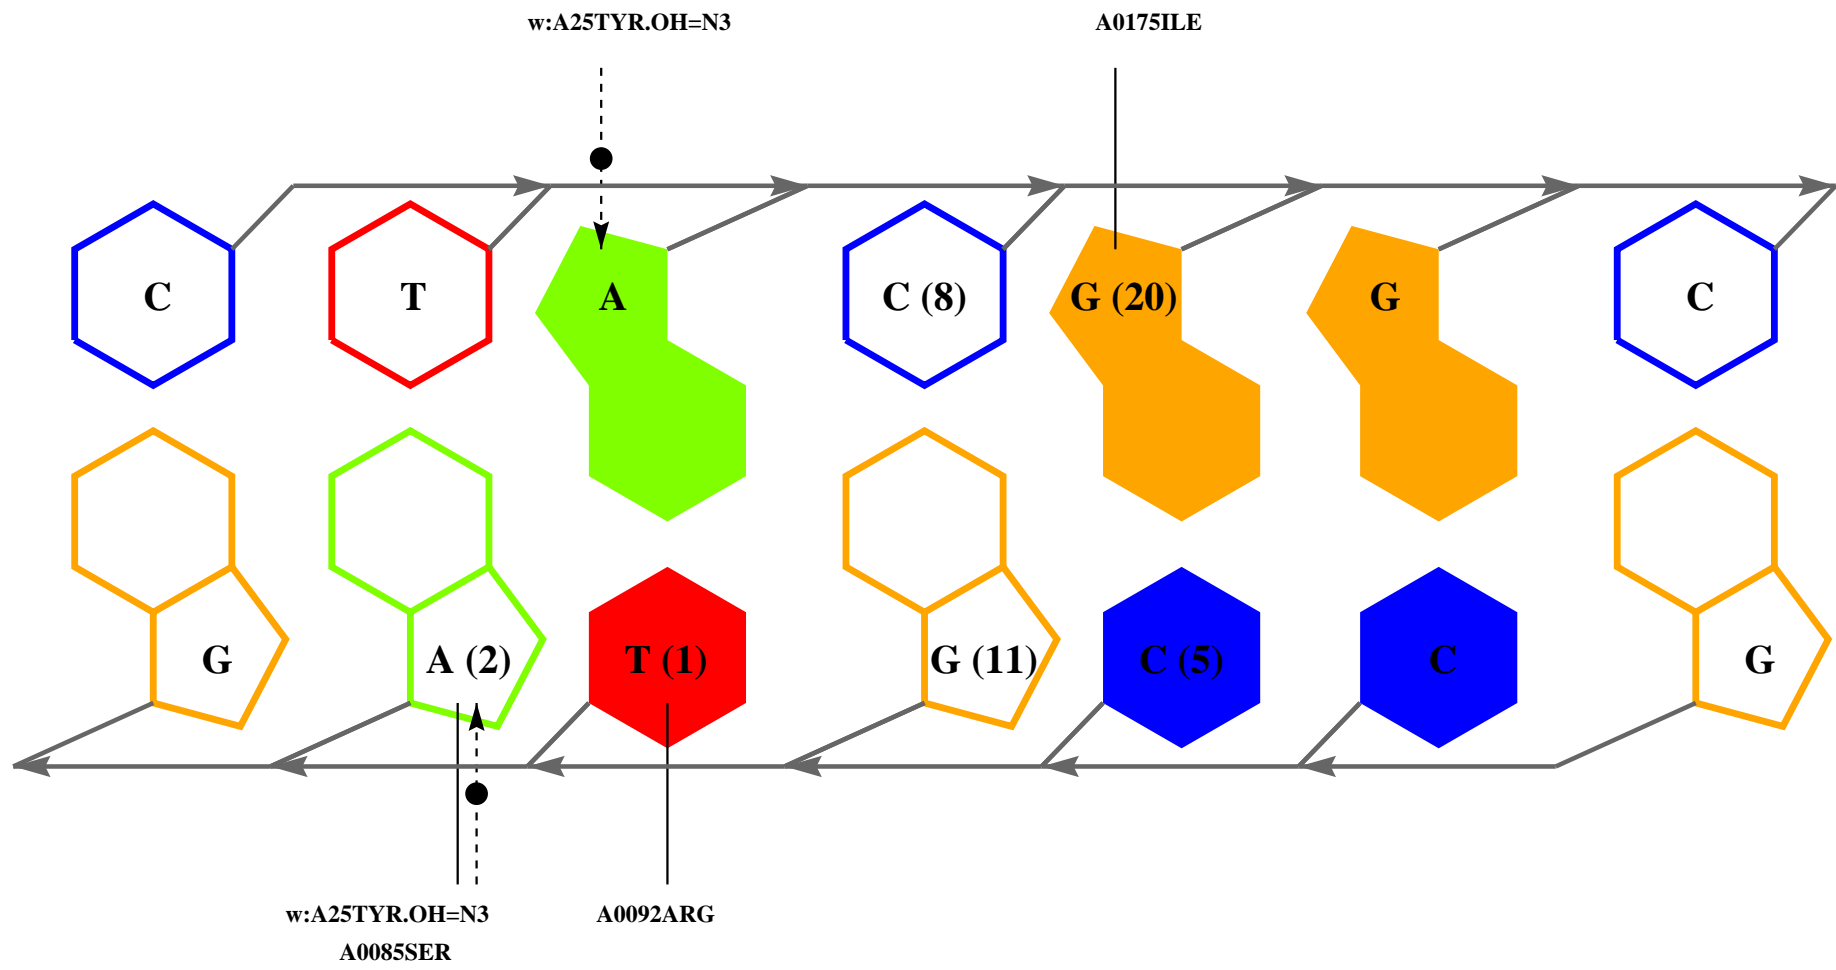 w:A25TYR.OH=N3 A0175ILE
C T A C (8) G (20) G C
G A (2) T (1) G (11) C (5) C G
w:A25TYR.OH=N3 A0092ARG
A0085SER